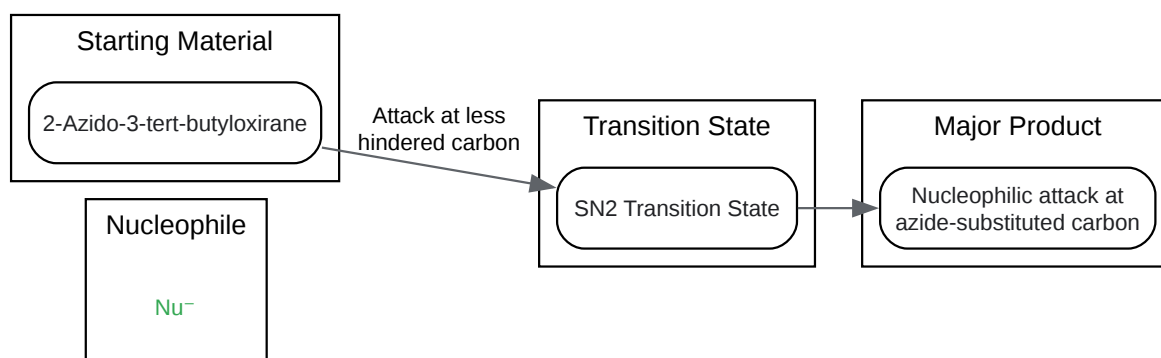 Starting Material
2-Azido-3-tert-butyloxirane
Attack at less
hindered carbon
Transition State
SN2 Transition State
Major Product
Nucleophilic attack at
azide-substituted carbon
Nucleophile
Nu⁻